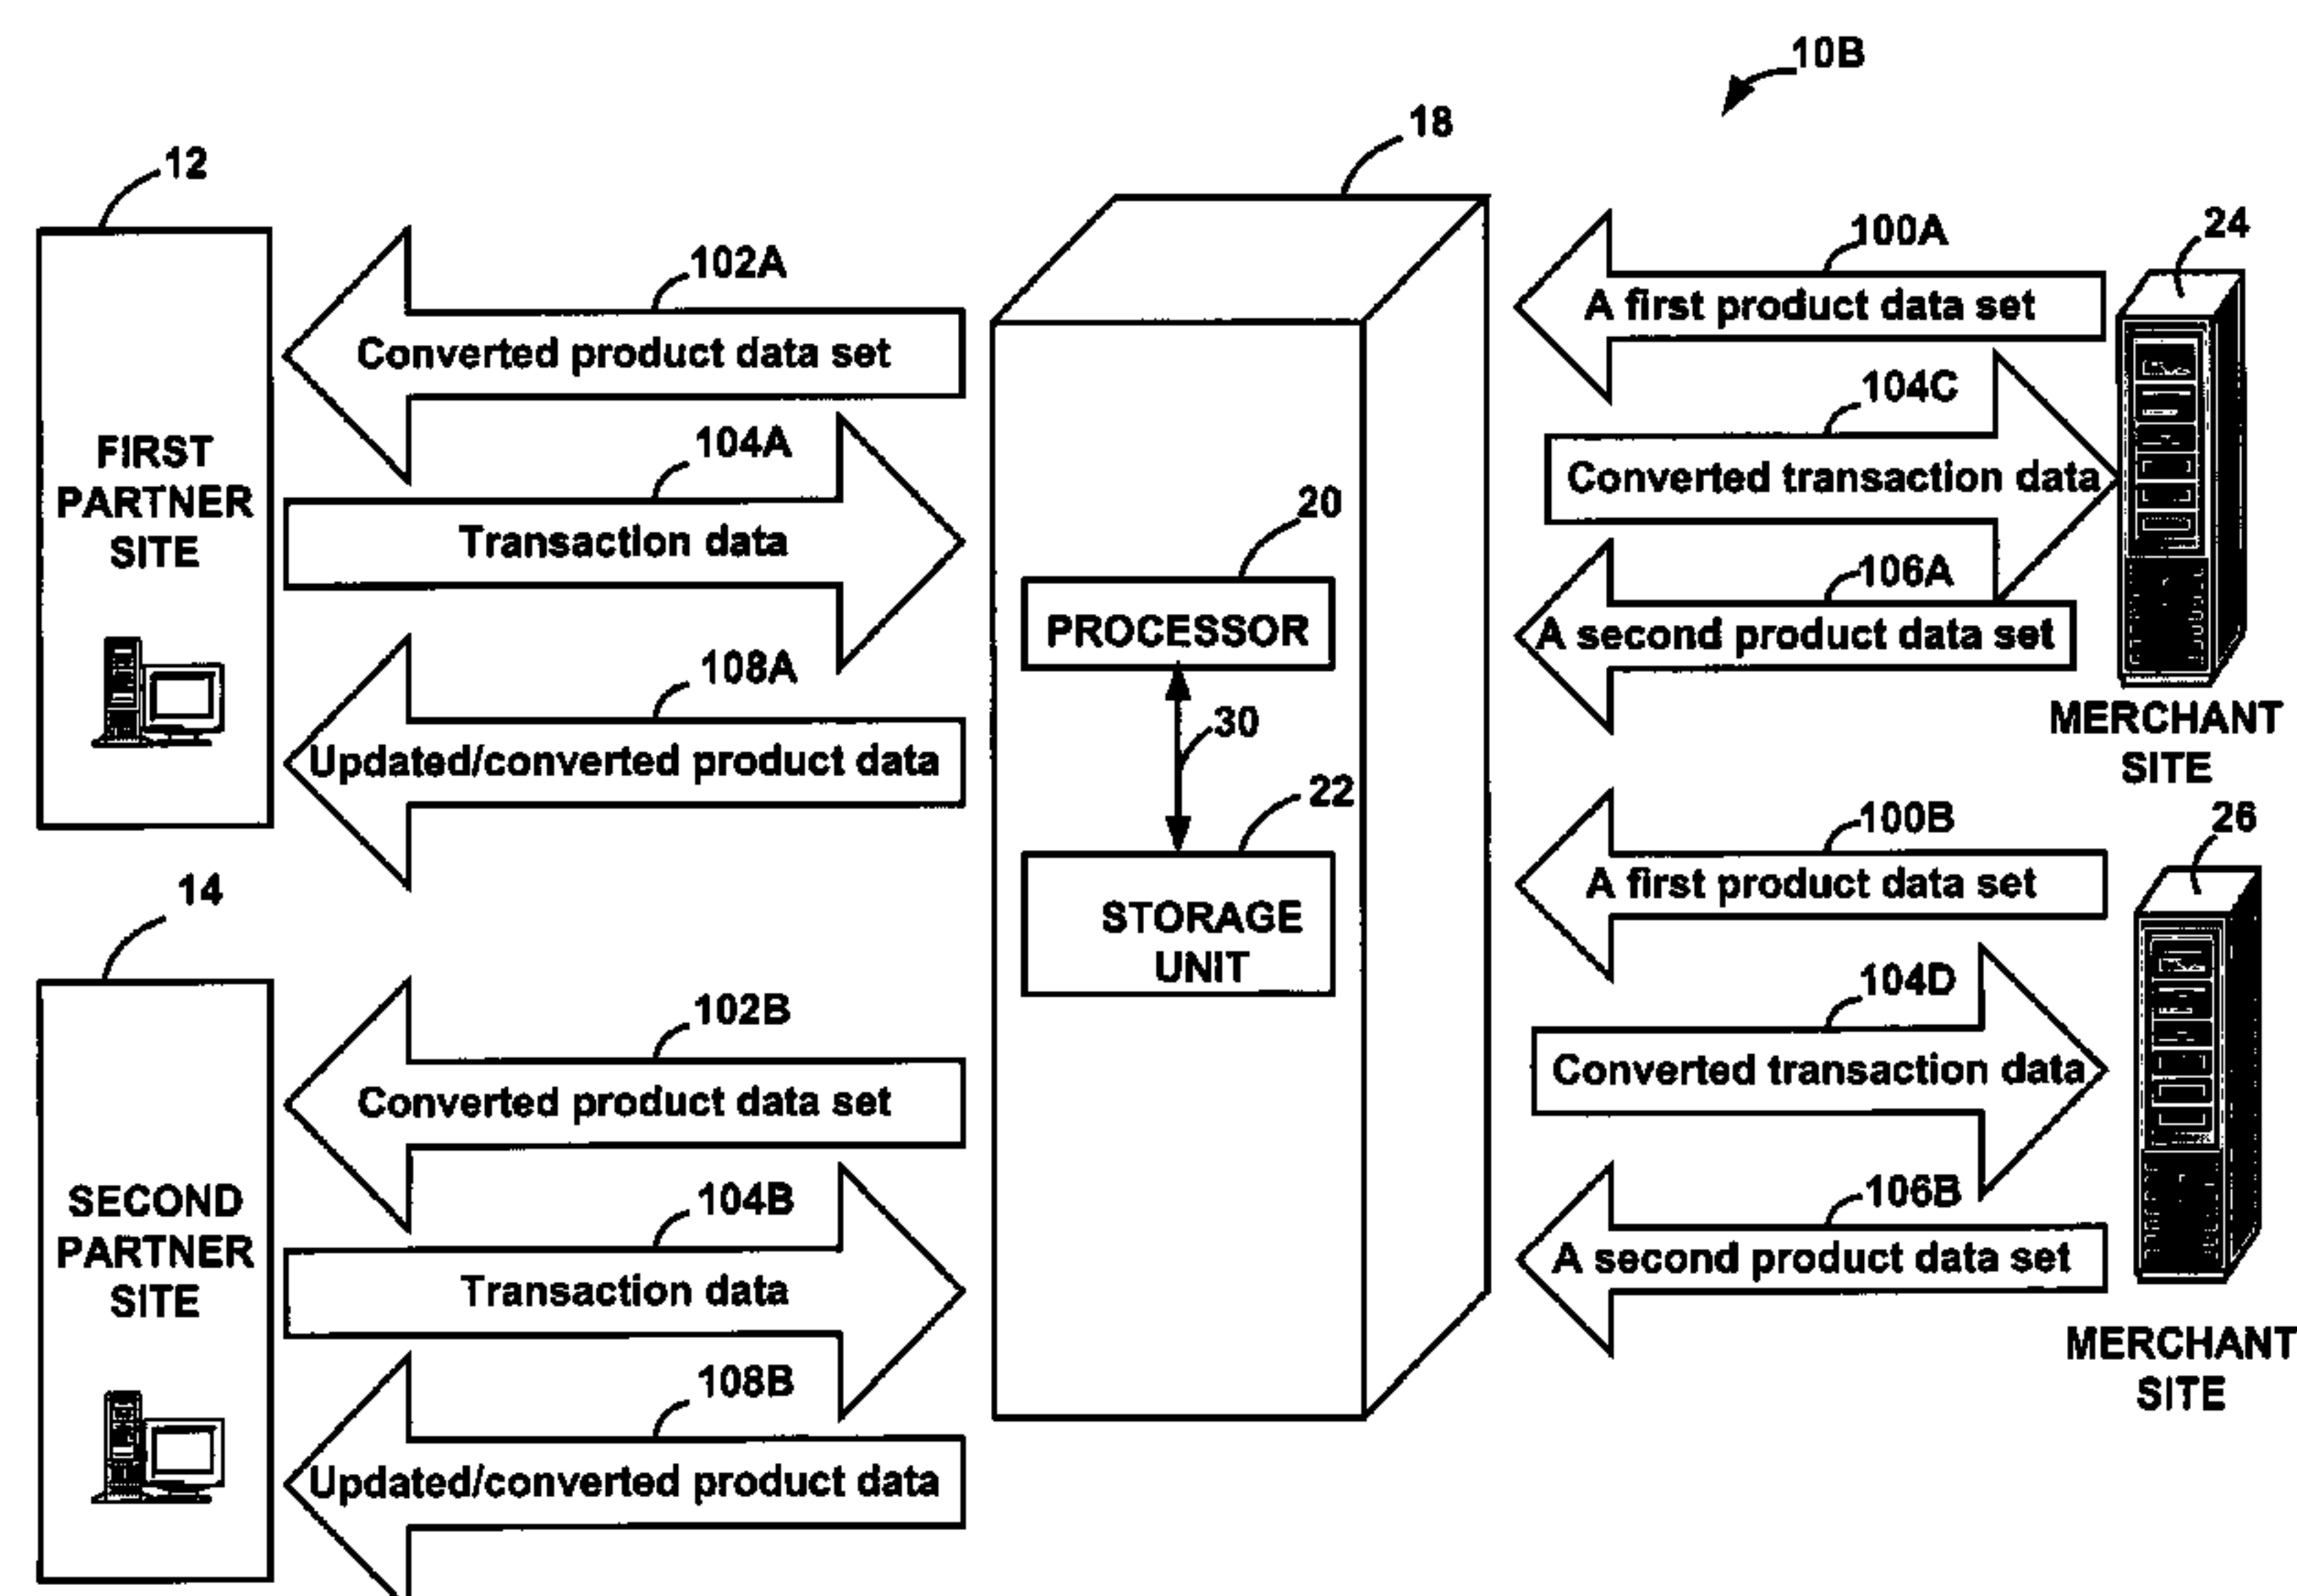 10B
18
12
24
100A
A first product data set
102A
Converted product data set
104C
Converted transaction data
104A
Transaction data
FIRST
PARTNER
SITE
20
PROCESSOR
106A
A second product data set
108A
Updated/converted product data
30
MERCHANT
SITE
22
STORAGE
UNIT
100B
A first product data set
26
14
104D
Converted transaction data
102B
Converted product data set
SECOND
PARTNER
SITE
104B
Transaction data
106B
A second product data set
MERCHANT
SITE
108B
Updated/converted product data